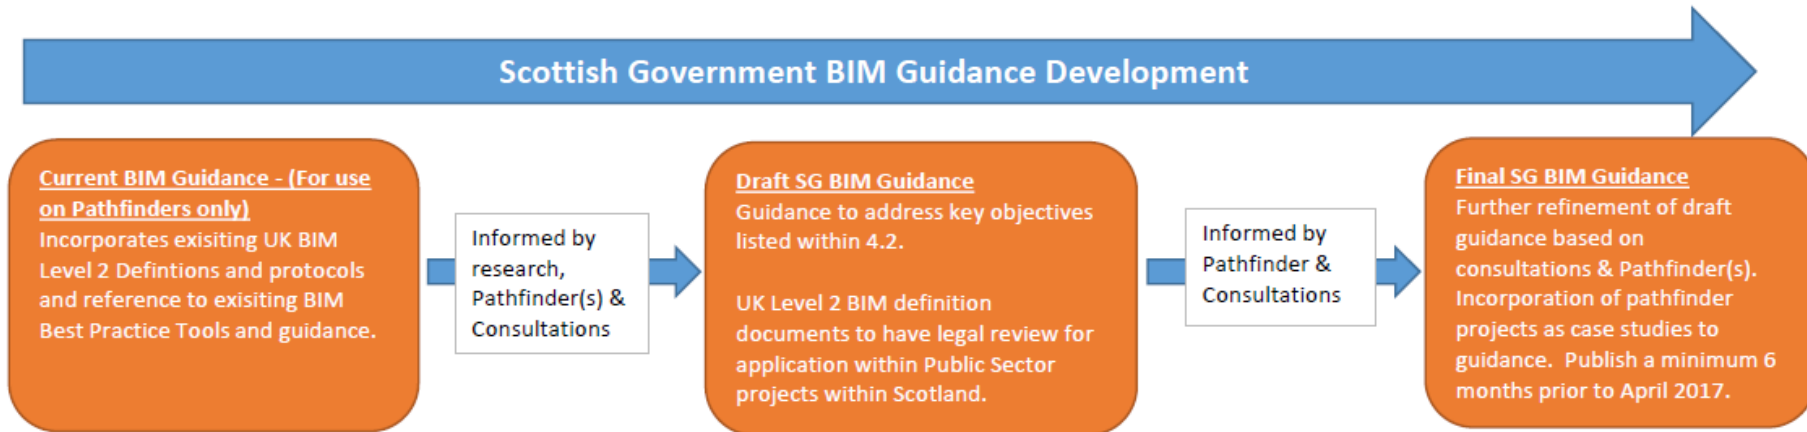 Scottish Government BIM Guidance Development
Current BIM Guidance - (For use
on Pathfinders only)
Incorporates exisiting UK BIM
Level 2 Defintions and protocols
and reference to exisiting BIM
Best Practice Tools and guidance.
Informed by
research,
Pathfinder(s) &
Consultations
Draft SG BIM Guidance
Guidance to address key objectives
listed within 4.2.
UK Level 2 BIM definition
documents to have legal review for
application within Public Sector
projects within Scotland.
Informed by
Pathfinder &
Consultations
Final SG BIM Guidance
Further refinement of draft
guidance based on
consultations & Pathfinder(s).
Incorporation of pathfinder
projects as case studies to
guidance.  Publish a minimum 6
months prior to April 2017.